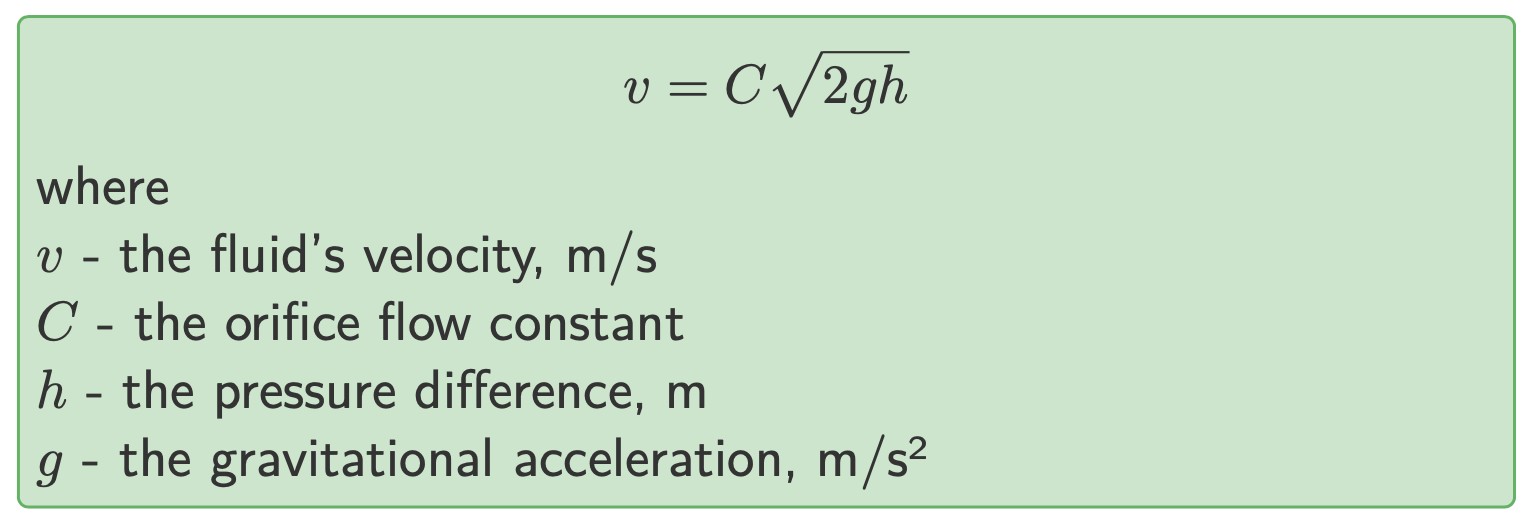 v = C√2gh
where
v - the fluid's velocity, m/s
C - the orifice flow constant
h - the pressure difference, m
g - the gravitational acceleration, m/s²